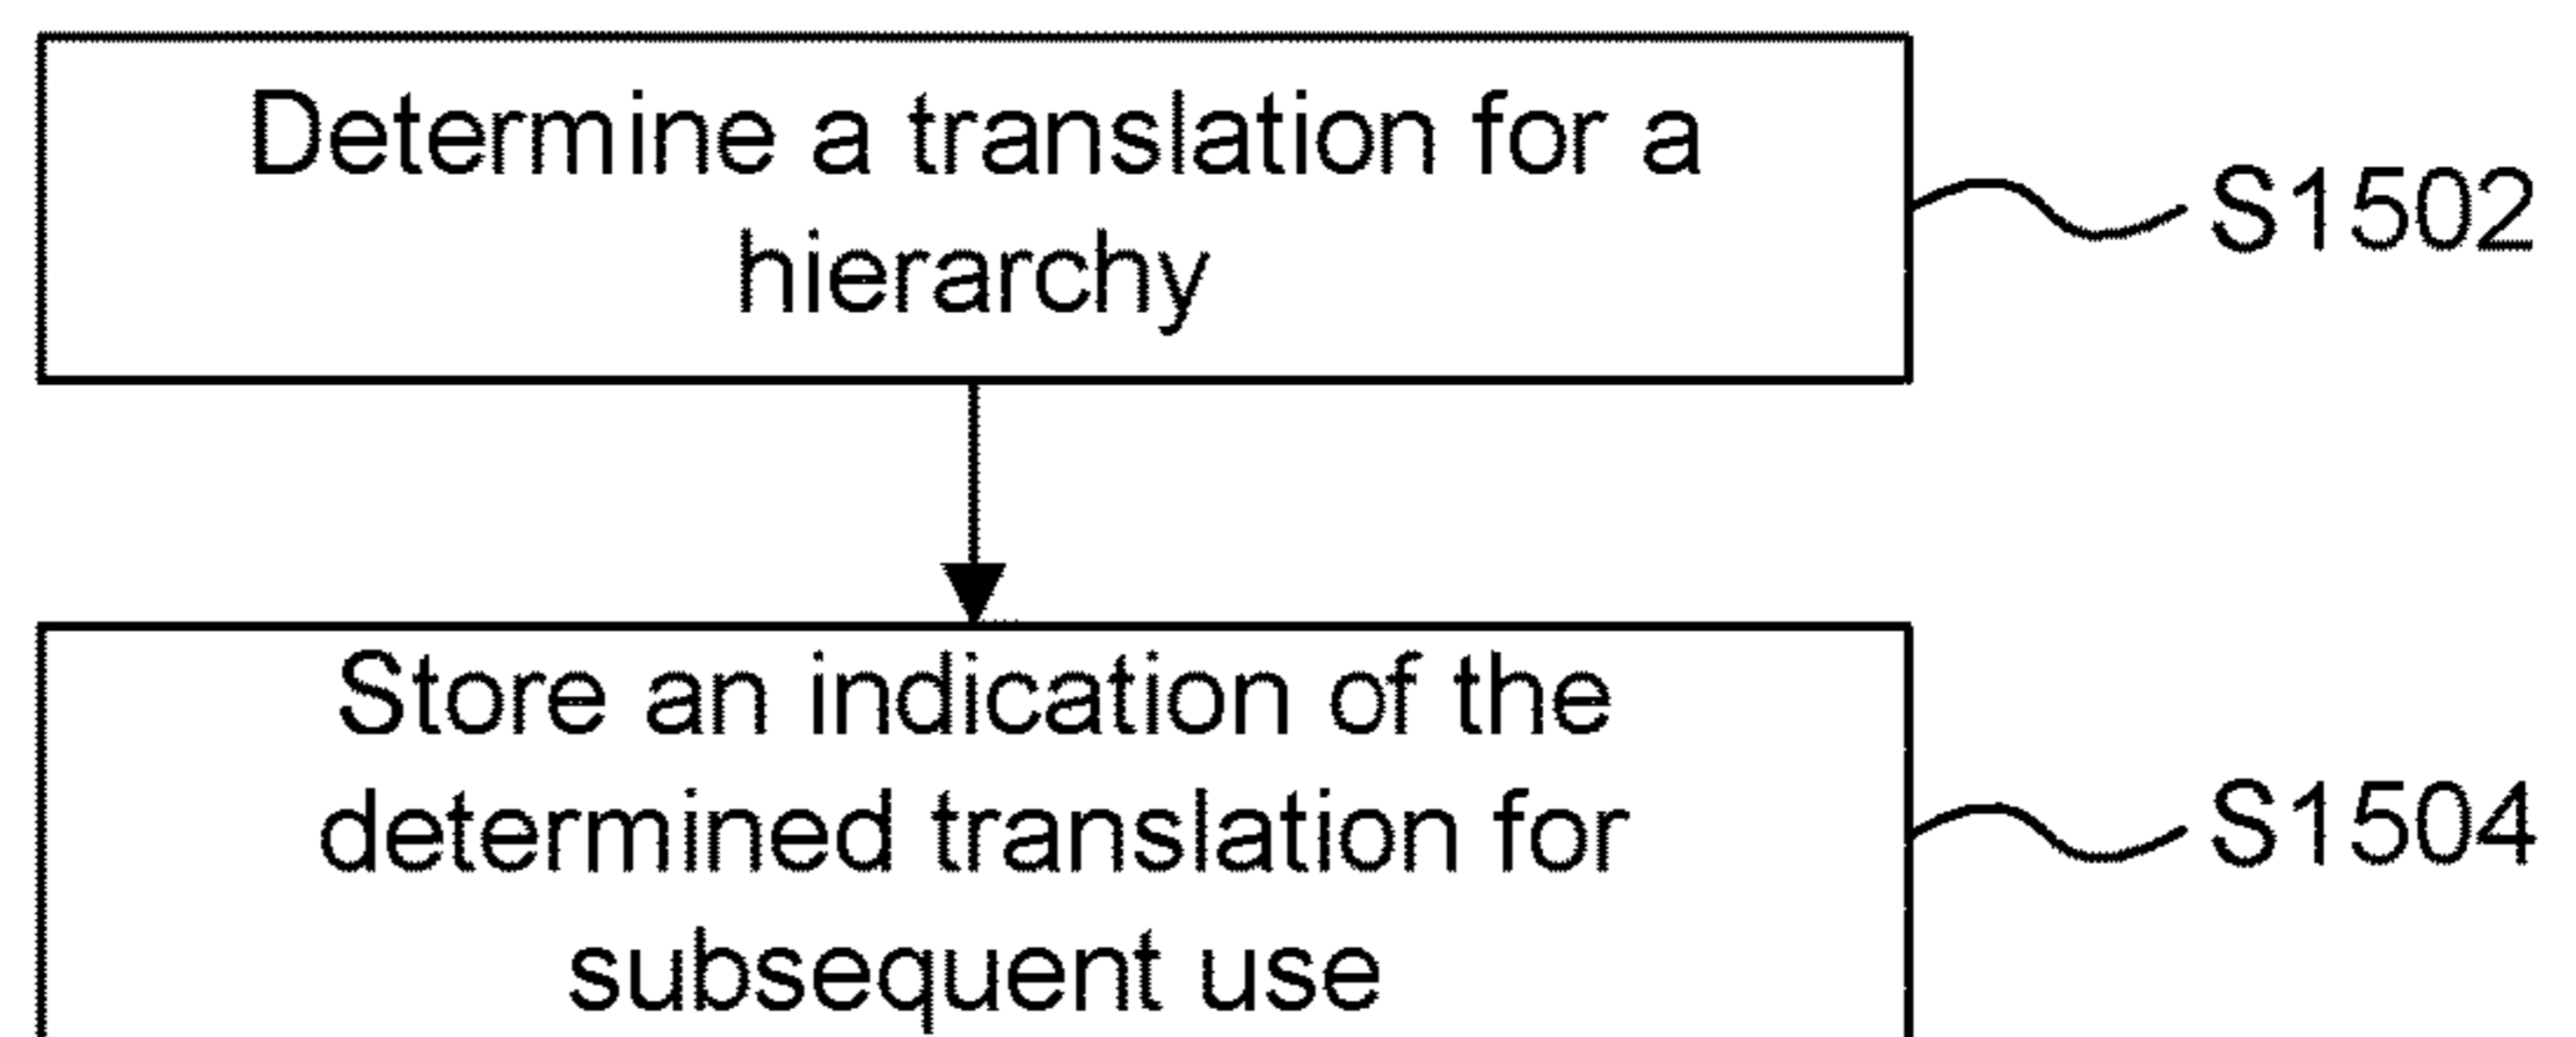 Determine a translation for a
hierarchy
S1502
Store an indication of the
determined translation for
subsequent use
S1504